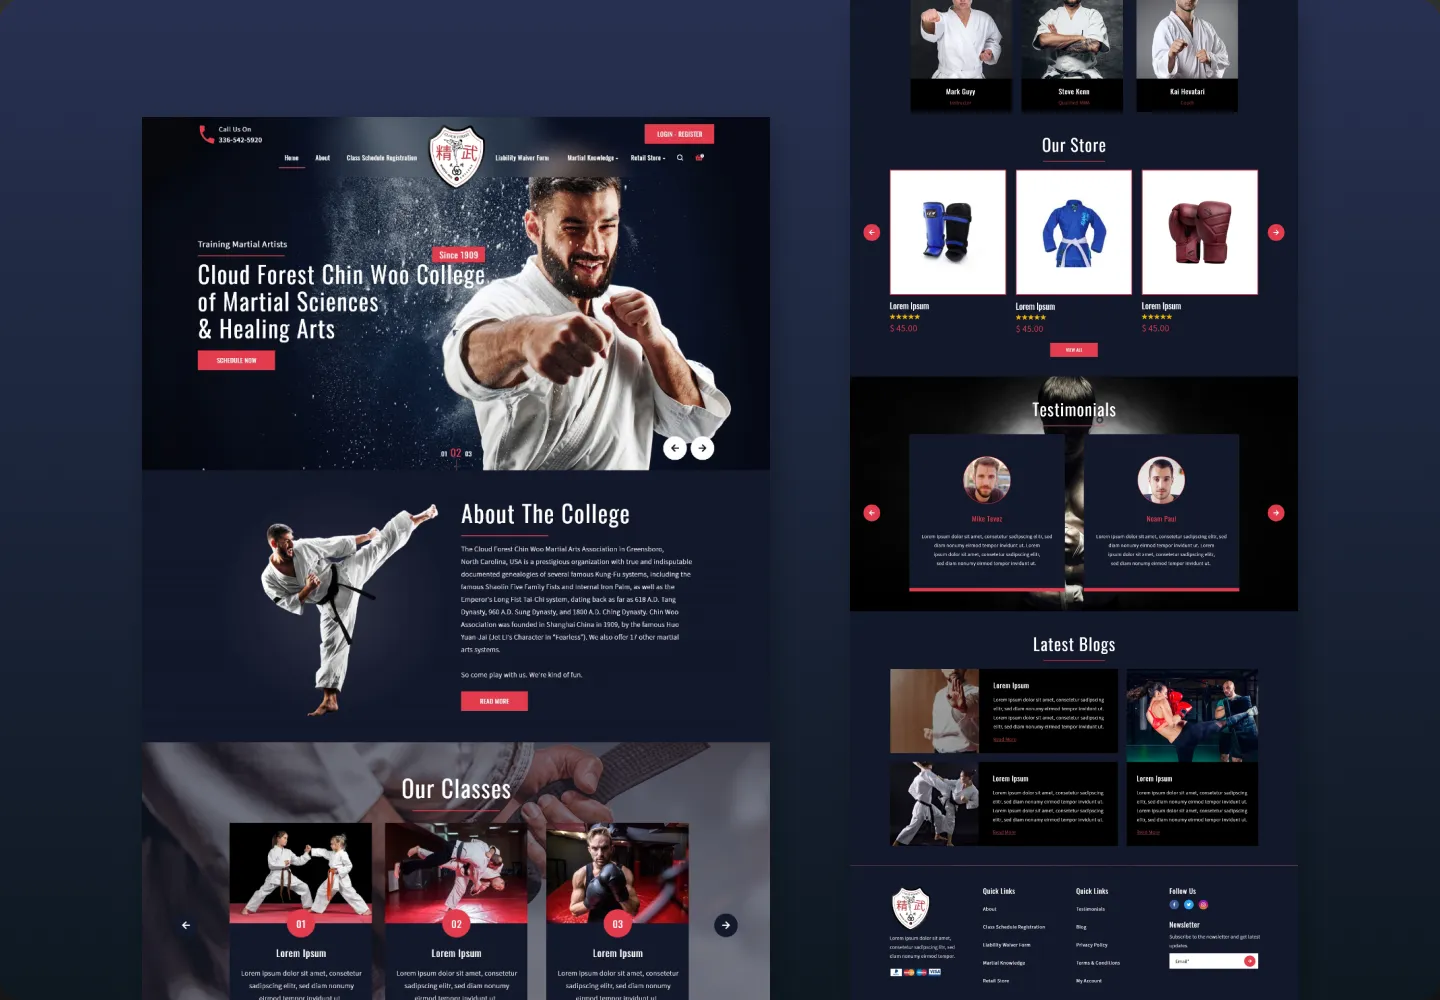 Call Us On
336-542-5920
LOGIN - REGISTER
Home
About
Class Schedule Registration
精武
Liability Waiver Form
Martial Knowledge
Retail Store
Training Martial Artists
Since 1909
Cloud Forest Chin Woo College
of Martial Sciences
& Healing Arts
SCHEDULE NOW
01 02 03
About The College
The Cloud Forest Chin Woo Martial Arts Association in Greensboro,
North Carolina, USA is a prestigious organization with true and indisputable
documented genealogies of several famous Kung-Fu systems, including the
famous Shaolin Five Family Fists and Internal Iron Palm, as well as the
Emperor's Long Fist Tai-Chi system, dating back as far as 618 A.D. Tang
Dynasty, 960 A.D. Sung Dynasty, and 1800 A.D. Ching Dynasty. Chin Woo
Association was founded in Shanghai China in 1909, by the famous Huo
Yuan Jai (Jet Li's Character in "Fearless"). We also offer 17 other martial
arts systems.
So come play with us. We're kind of fun.
READ MORE
Our Classes
01
02
03
Lorem Ipsum
Lorem Ipsum
Lorem Ipsum
Lorem ipsum dolor sit amet, consetetur
sadipscing elitr, sed diam nonumy
eirmod tempor invidunt ut
Lorem ipsum dolor sit amet, consetetur
sadipscing elitr, sed diam nonumy
eirmod tempor invidunt ut
Lorem ipsum dolor sit amet, consetetur
sadipscing elitr, sed diam nonumy
eirmod tempor invidunt ut
Mark Guyy
Steve Konn
Kai Hevatari
Our Store
Lorem Ipsum
$ 45.00
Lorem Ipsum
$ 45.00
Lorem Ipsum
$ 45.00
VIEW ALL
Testimonials
Mike Tovez
Lorem ipsum dolor sit amet, consetetur sadipscing elitr, sed
diam nonumy eirmod tempor invidunt ut. Lorem
ipsum dolor sit amet, consetetur sadipscing elitr,
sed diam nonumy eirmod tempor invidunt ut.
Noam Paul
Lorem ipsum dolor sit amet, consetetur sadipscing elitr, sed
diam nonumy eirmod tempor invidunt ut. Lorem
ipsum dolor sit amet, consetetur sadipscing elitr,
sed diam nonumy eirmod tempor invidunt ut.
Latest Blogs
Lorem Ipsum
Lorem ipsum dolor sit amet, consetetur sadipscing
elitr, sed diam nonumy eirmod tempor invidunt ut.
Lorem ipsum dolor sit amet, consetetur sadipscing
elitr, sed diam nonumy eirmod tempor invidunt ut.
Read More
Lorem Ipsum
Lorem ipsum dolor sit amet, consetetur sadipscing
elitr, sed diam nonumy eirmod tempor invidunt ut.
Lorem ipsum dolor sit amet, consetetur sadipscing
elitr, sed diam nonumy eirmod tempor invidunt ut.
Read More
Lorem Ipsum
Lorem ipsum dolor sit amet, consetetur sadipscing
elitr, sed diam nonumy eirmod tempor invidunt ut.
Lorem ipsum dolor sit amet, consetetur sadipscing
elitr, sed diam nonumy eirmod tempor invidunt ut.
Read More
精武
Lorem ipsum dolor sit amet,
consetetur sadipscing elitr, sed
diam nonumy eirmod tempor.
VISA
Quick Links
About
Class Schedule Registration
Liability Waiver Form
Martial Knowledge
Retail Store
Quick Links
Testimonials
Blog
Privacy Policy
Terms & Conditions
My Account
Follow Us
Newsletter
Subscribe to the newsletter and get latest
updates.
Email*